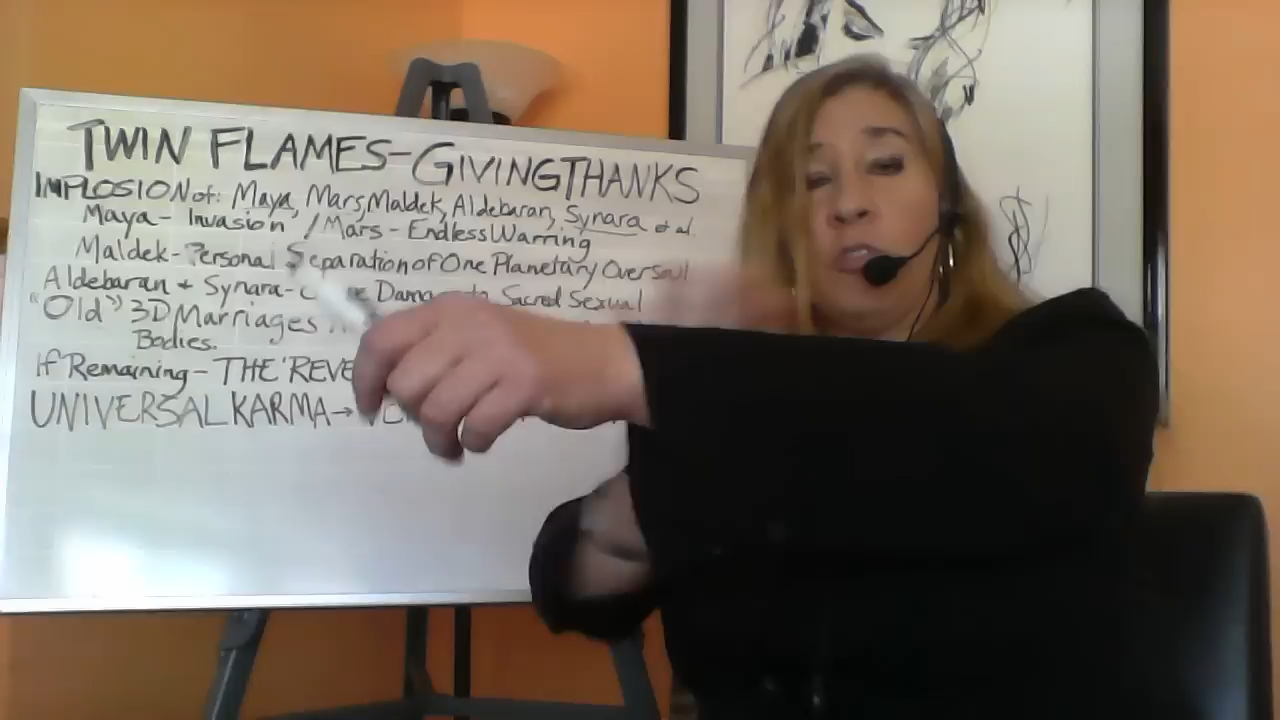 TWIN FLAMES-GIVINGTHANKS
IMPLOSION of: Maya, Mars, Maldek, Aldebaran, Synara et al.
Maya - Invasion / Mars - Endless Warring
Maldek - Personal Separation of One Planetary Oversoul
Aldebaran + Synara - Sacred Sexual
"Old" 3D Marriages
Bodies.
If Remaining - THE 'REVE
UNIVERSAL KARMA →